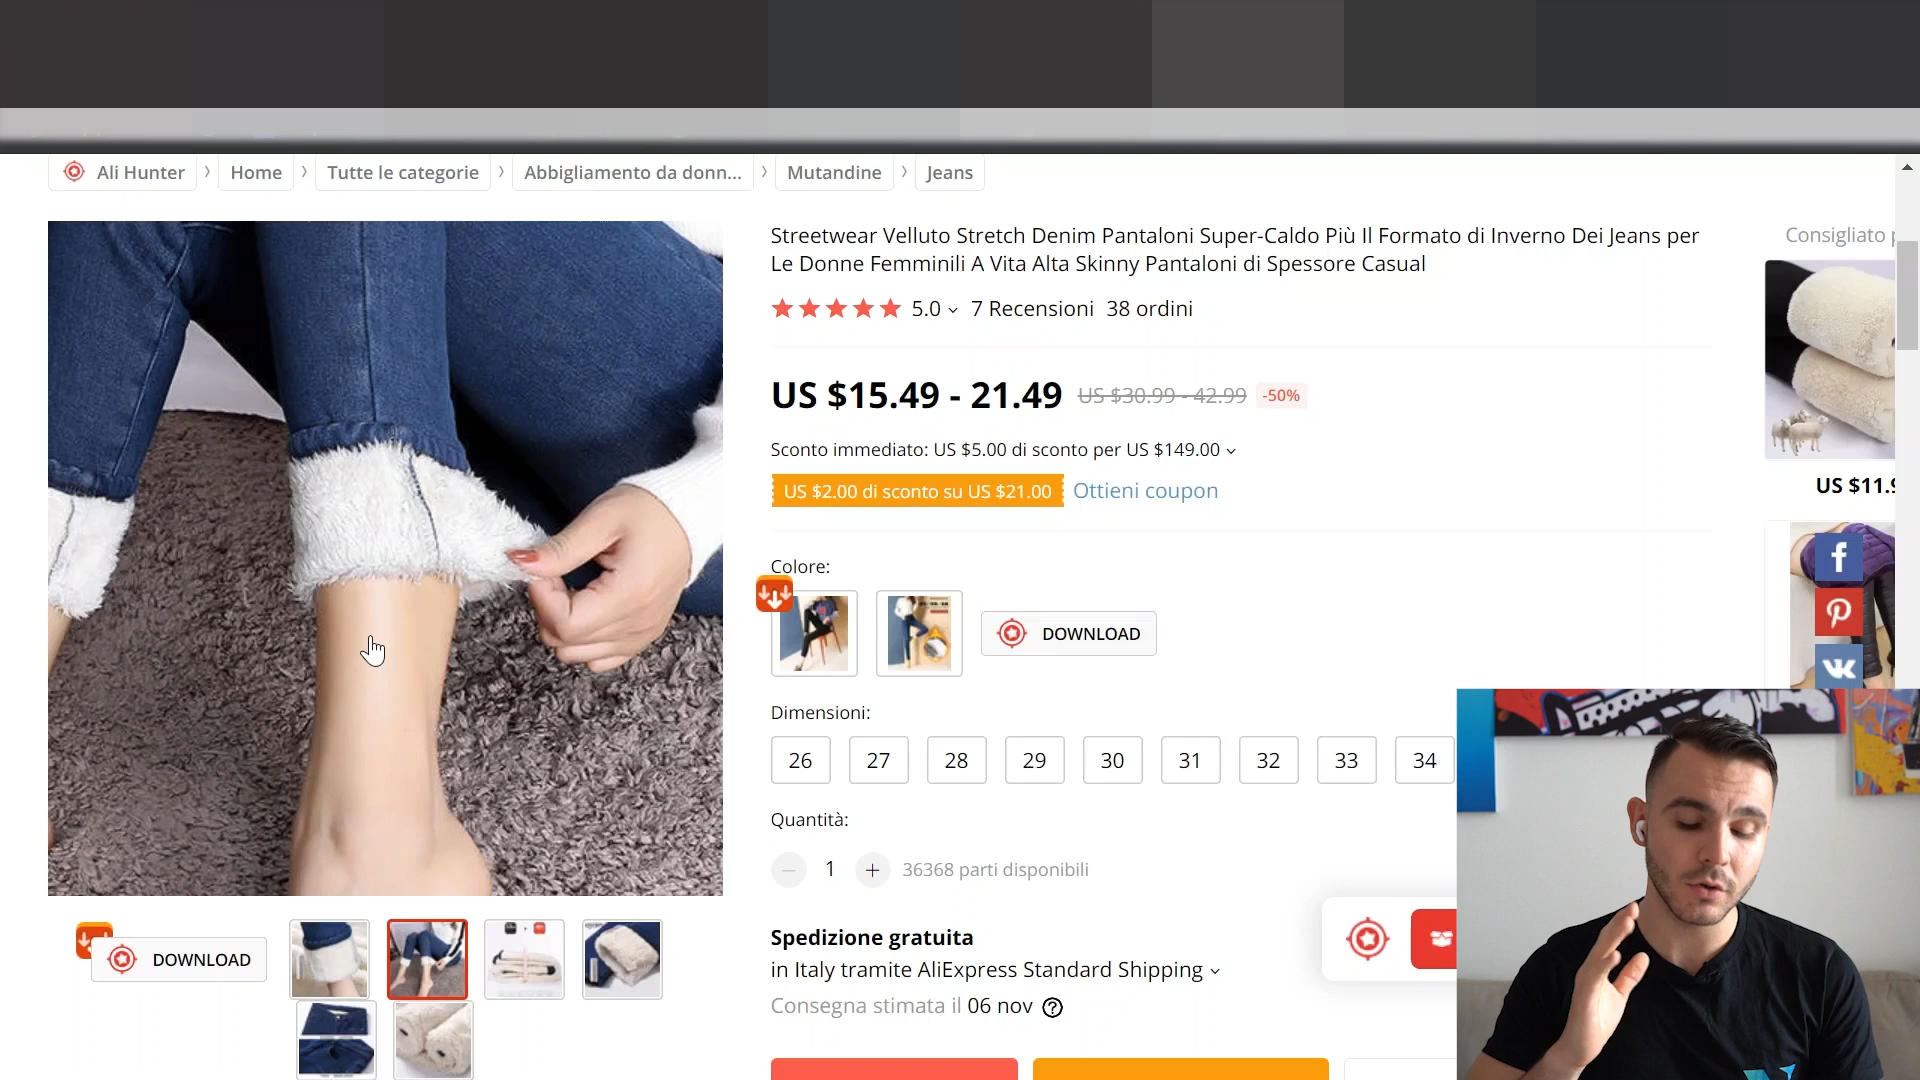 Ali Hunter
Home
Tutte le categorie
Abbigliamento da donn...
Mutandine
Jeans
Streetwear Velluto Stretch Denim Pantaloni Super-Caldo Più Il Formato di Inverno Dei Jeans per
Le Donne Femminili A Vita Alta Skinny Pantaloni di Spessore Casual
5.0 7 Recensioni 38 ordini
US $15.49 - 21.49 US $30.99 - 42.99 -50%
Sconto immediato: US $5.00 di sconto per US $149.00
US $2.00 di sconto su US $21.00 Ottieni coupon
Colore:
DOWNLOAD
Dimensioni:
26 27 28 29 30 31 32 33 34
Quantità:
1 + 36368 parti disponibili
Spedizione gratuita
in Italy tramite AliExpress Standard Shipping
Consegna stimata il 06 nov ?
DOWNLOAD
Consigliato
US $11.9